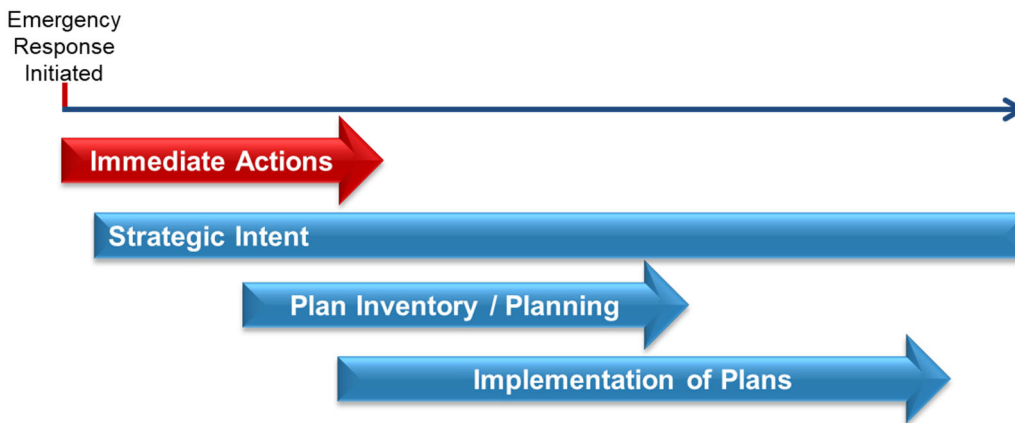 Emergency
Response
Initiated
Immediate Actions
Strategic Intent
Plan Inventory / Planning
Implementation of Plans